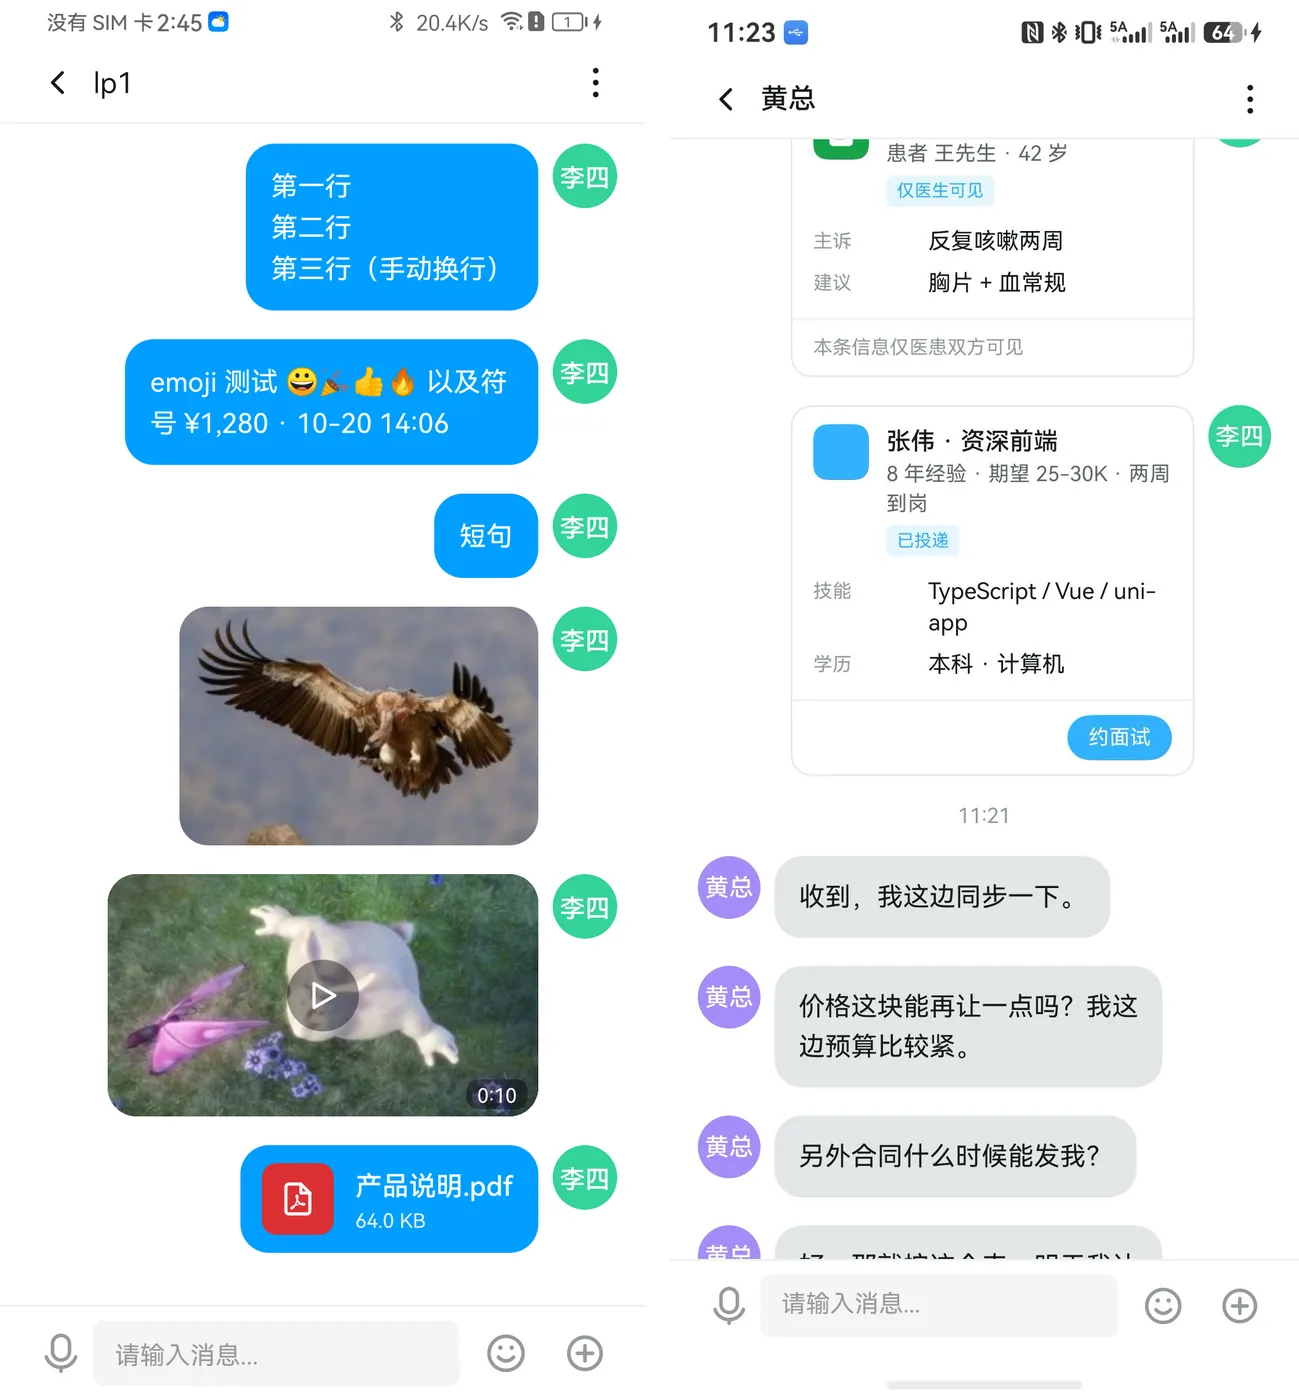 没有 SIM 卡 2:45
20.4K/s
1
lp1
第一行
第二行
第三行（手动换行）
李四
emoji 测试 😀🎉👍🔥 以及符
号 ¥1,280 · 10-20 14:06
李四
短句
李四
李四
0:10
李四
产品说明.pdf
64.0 KB
李四
请输入消息...
11:23
5A
5A
64
黄总
患者 王先生 · 42 岁
仅医生可见
主诉 反复咳嗽两周
建议 胸片 + 血常规
本条信息仅医患双方可见
张伟 · 资深前端
8 年经验 · 期望 25-30K · 两周
到岗
已投递
李四
技能 TypeScript / Vue / uni-
app
学历 本科 · 计算机
约面试
11:21
黄总
收到，我这边同步一下。
黄总
价格这块能再让一点吗？我这
边预算比较紧。
黄总
另外合同什么时候能发我？
黄总
请输入消息...